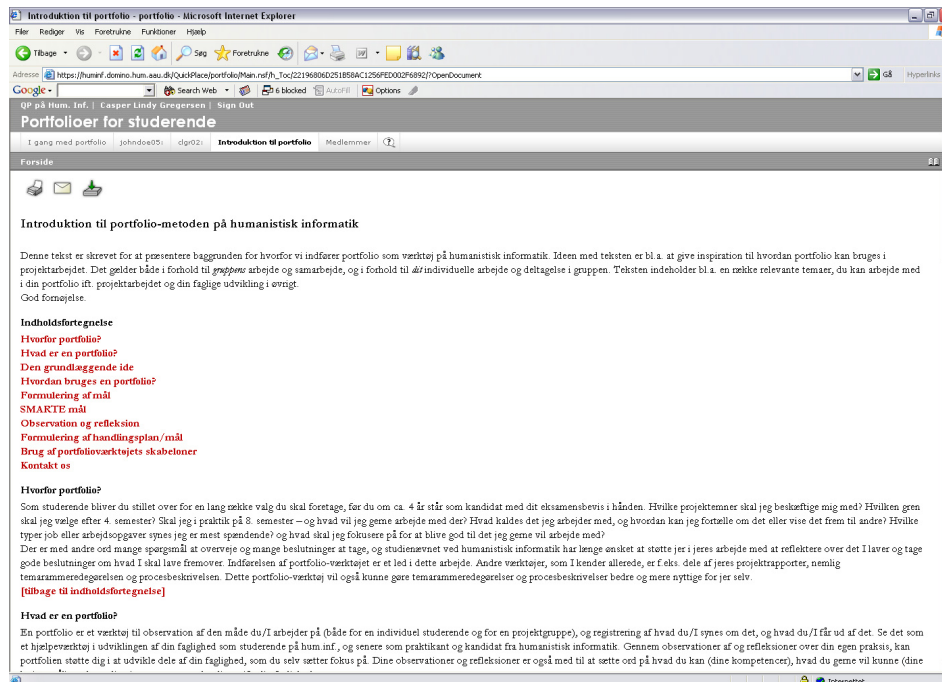 Introduktion til portfolio - portfolio - Microsoft Internet Explorer
Filer Rediger Vis Foretrukne Funktioner Hjælp
Tilbage Søg Foretrukne
Adresse https://huminf.domino.hum.aau.dk/QuickPlace/portfolio/Main.nsf/h_Toc/22196806D251B58AC1256FED002F6892/?OpenDocument Gå Hyperlinks
Google Search Web 6 blocked AutoFill Options
QP på Hum. Inf. | Casper Lindy Gregersen | Sign Out
Portfolioer for studerende
I gang med portfolio johndoe05: clgr02: Introduktion til portfolio Medlemmer
Forside
Introduktion til portfolio-metoden på humanistisk informatik
Denne tekst er skrevet for at præsentere baggrunden for hvorfor vi indfører portfolio som værktøj på humanistisk informatik. Ideen med teksten er bl.a. at give inspiration til hvordan portfolio kan bruges i
projektarbejdet. Det gælder både i forhold til gruppens arbejde og samarbejde, og i forhold til dit individuelle arbejde og deltagelse i gruppen. Teksten indeholder bl.a. en række relevante temaer, du kan arbejde med
i din portfolio ift. projektarbejdet og din faglige udvikling i øvrigt.
God fornøjelse.
Indholdsfortegnelse
Hvorfor portfolio?
Hvad er en portfolio?
Den grundlæggende ide
Hvordan bruges en portfolio?
Formulering af mål
SMARTE mål
Observation og refleksion
Formulering af handlingsplan/mål
Brug af portfolioværktøjets skabeloner
Kontakt os
Hvorfor portfolio?
Som studerende bliver du stillet over for en lang række valg du skal foretage, før du om ca. 4 år står som kandidat med dit eksamensbevis i hånden. Hvilke projektemner skal jeg beskæftige mig med? Hvilken gren
skal jeg vælge efter 4. semester? Skal jeg i praktik på 8. semester – og hvad vil jeg gerne arbejde med der? Hvad kaldes det jeg arbejder med, og hvordan kan jeg fortælle om det eller vise det frem til andre? Hvilke
typer job eller arbejdsopgaver synes jeg er mest spændende? og hvad skal jeg fokusere på for at blive god til det jeg gerne vil arbejde med?
Der er med andre ord mange spørgsmål at overveje og mange beslutninger at tage, og studienævnet ved humanistisk informatik har længe ønsket at støtte jer i jeres arbejde med at reflektere over det I laver og tage
gode beslutninger om hvad I skal lave fremover. Indførelsen af portfolio-værktøjet er et led i dette arbejde. Andre værktøjer, som I kender allerede, er f.eks. dele af jeres projektrapporter, nemlig
temarammeredegørelsen og procesbeskrivelsen. Dette portfolio-værktøj vil også kunne gøre temarammeredegørelser og procesbeskrivelser bedre og mere nyttige for jer selv.
[tilbage til indholdsfortegnelse]
Hvad er en portfolio?
En portfolio er et værktøj til observation af den måde du/I arbejder på (både for en individuel studerende og for en projektgruppe), og registrering af hvad du/I synes om det, og hvad du/I får ud af det. Se det som
et hjælpeværktøj i udviklingen af din faglighed som studerende på hum.inf., og senere som praktikant og kandidat fra humanistisk informatik. Gennem observationer af og refleksioner over din egen praksis, kan
portfolien støtte dig i at udvikle dele af din faglighed, som du selv sætter fokus på. Dine observationer og refleksioner er også med til at sætte ord på hvad du kan (dine kompetencer), hvad du gerne vil kunne (dine
Internettet